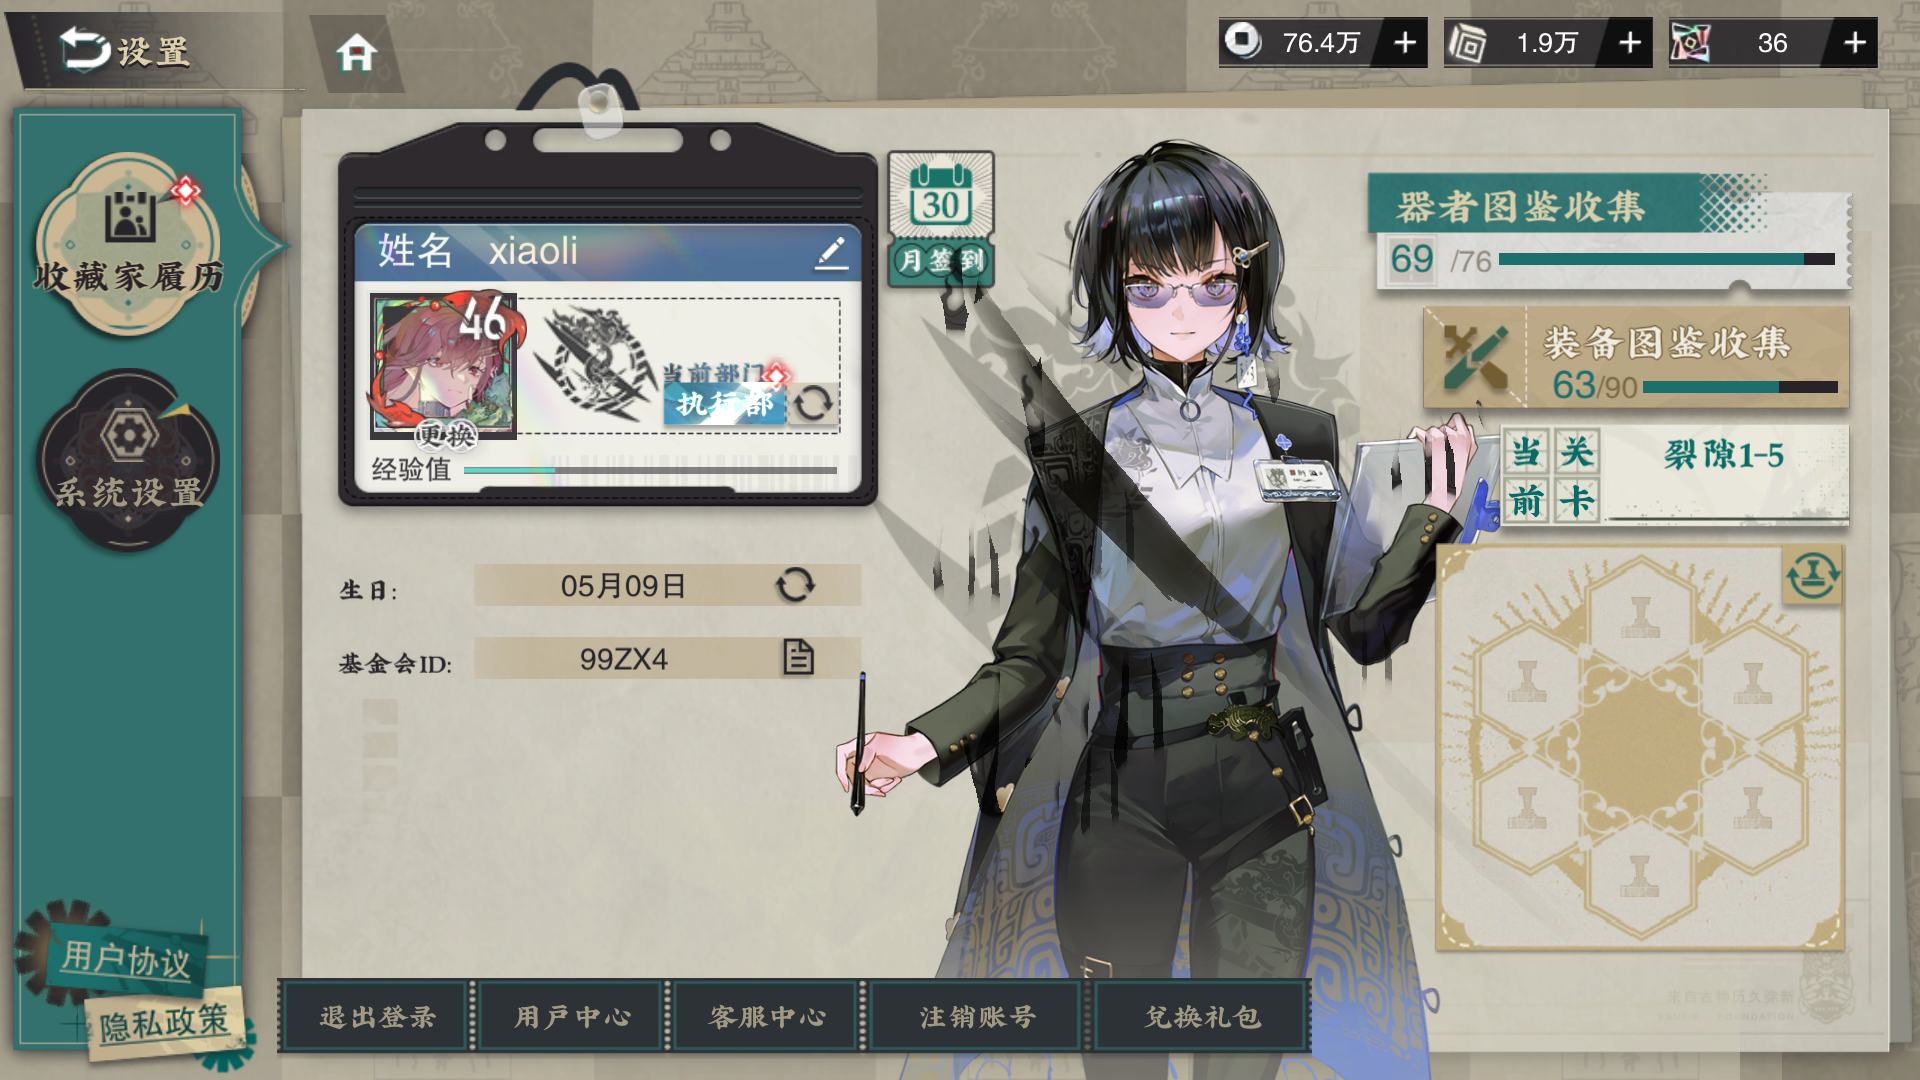 设置
76.4万
1.9万
36
收藏家履历
系统设置
用户协议
隐私政策
姓名 xiaoli
46
更换
当前部门
执行部
经验值
30
月签到
生日: 05月09日
基金会ID: 99ZX4
器者图鉴收集
69/76
装备图鉴收集
63/90
当前关卡
裂隙1-5
退出登录
用户中心
客服中心
注销账号
兑换礼包